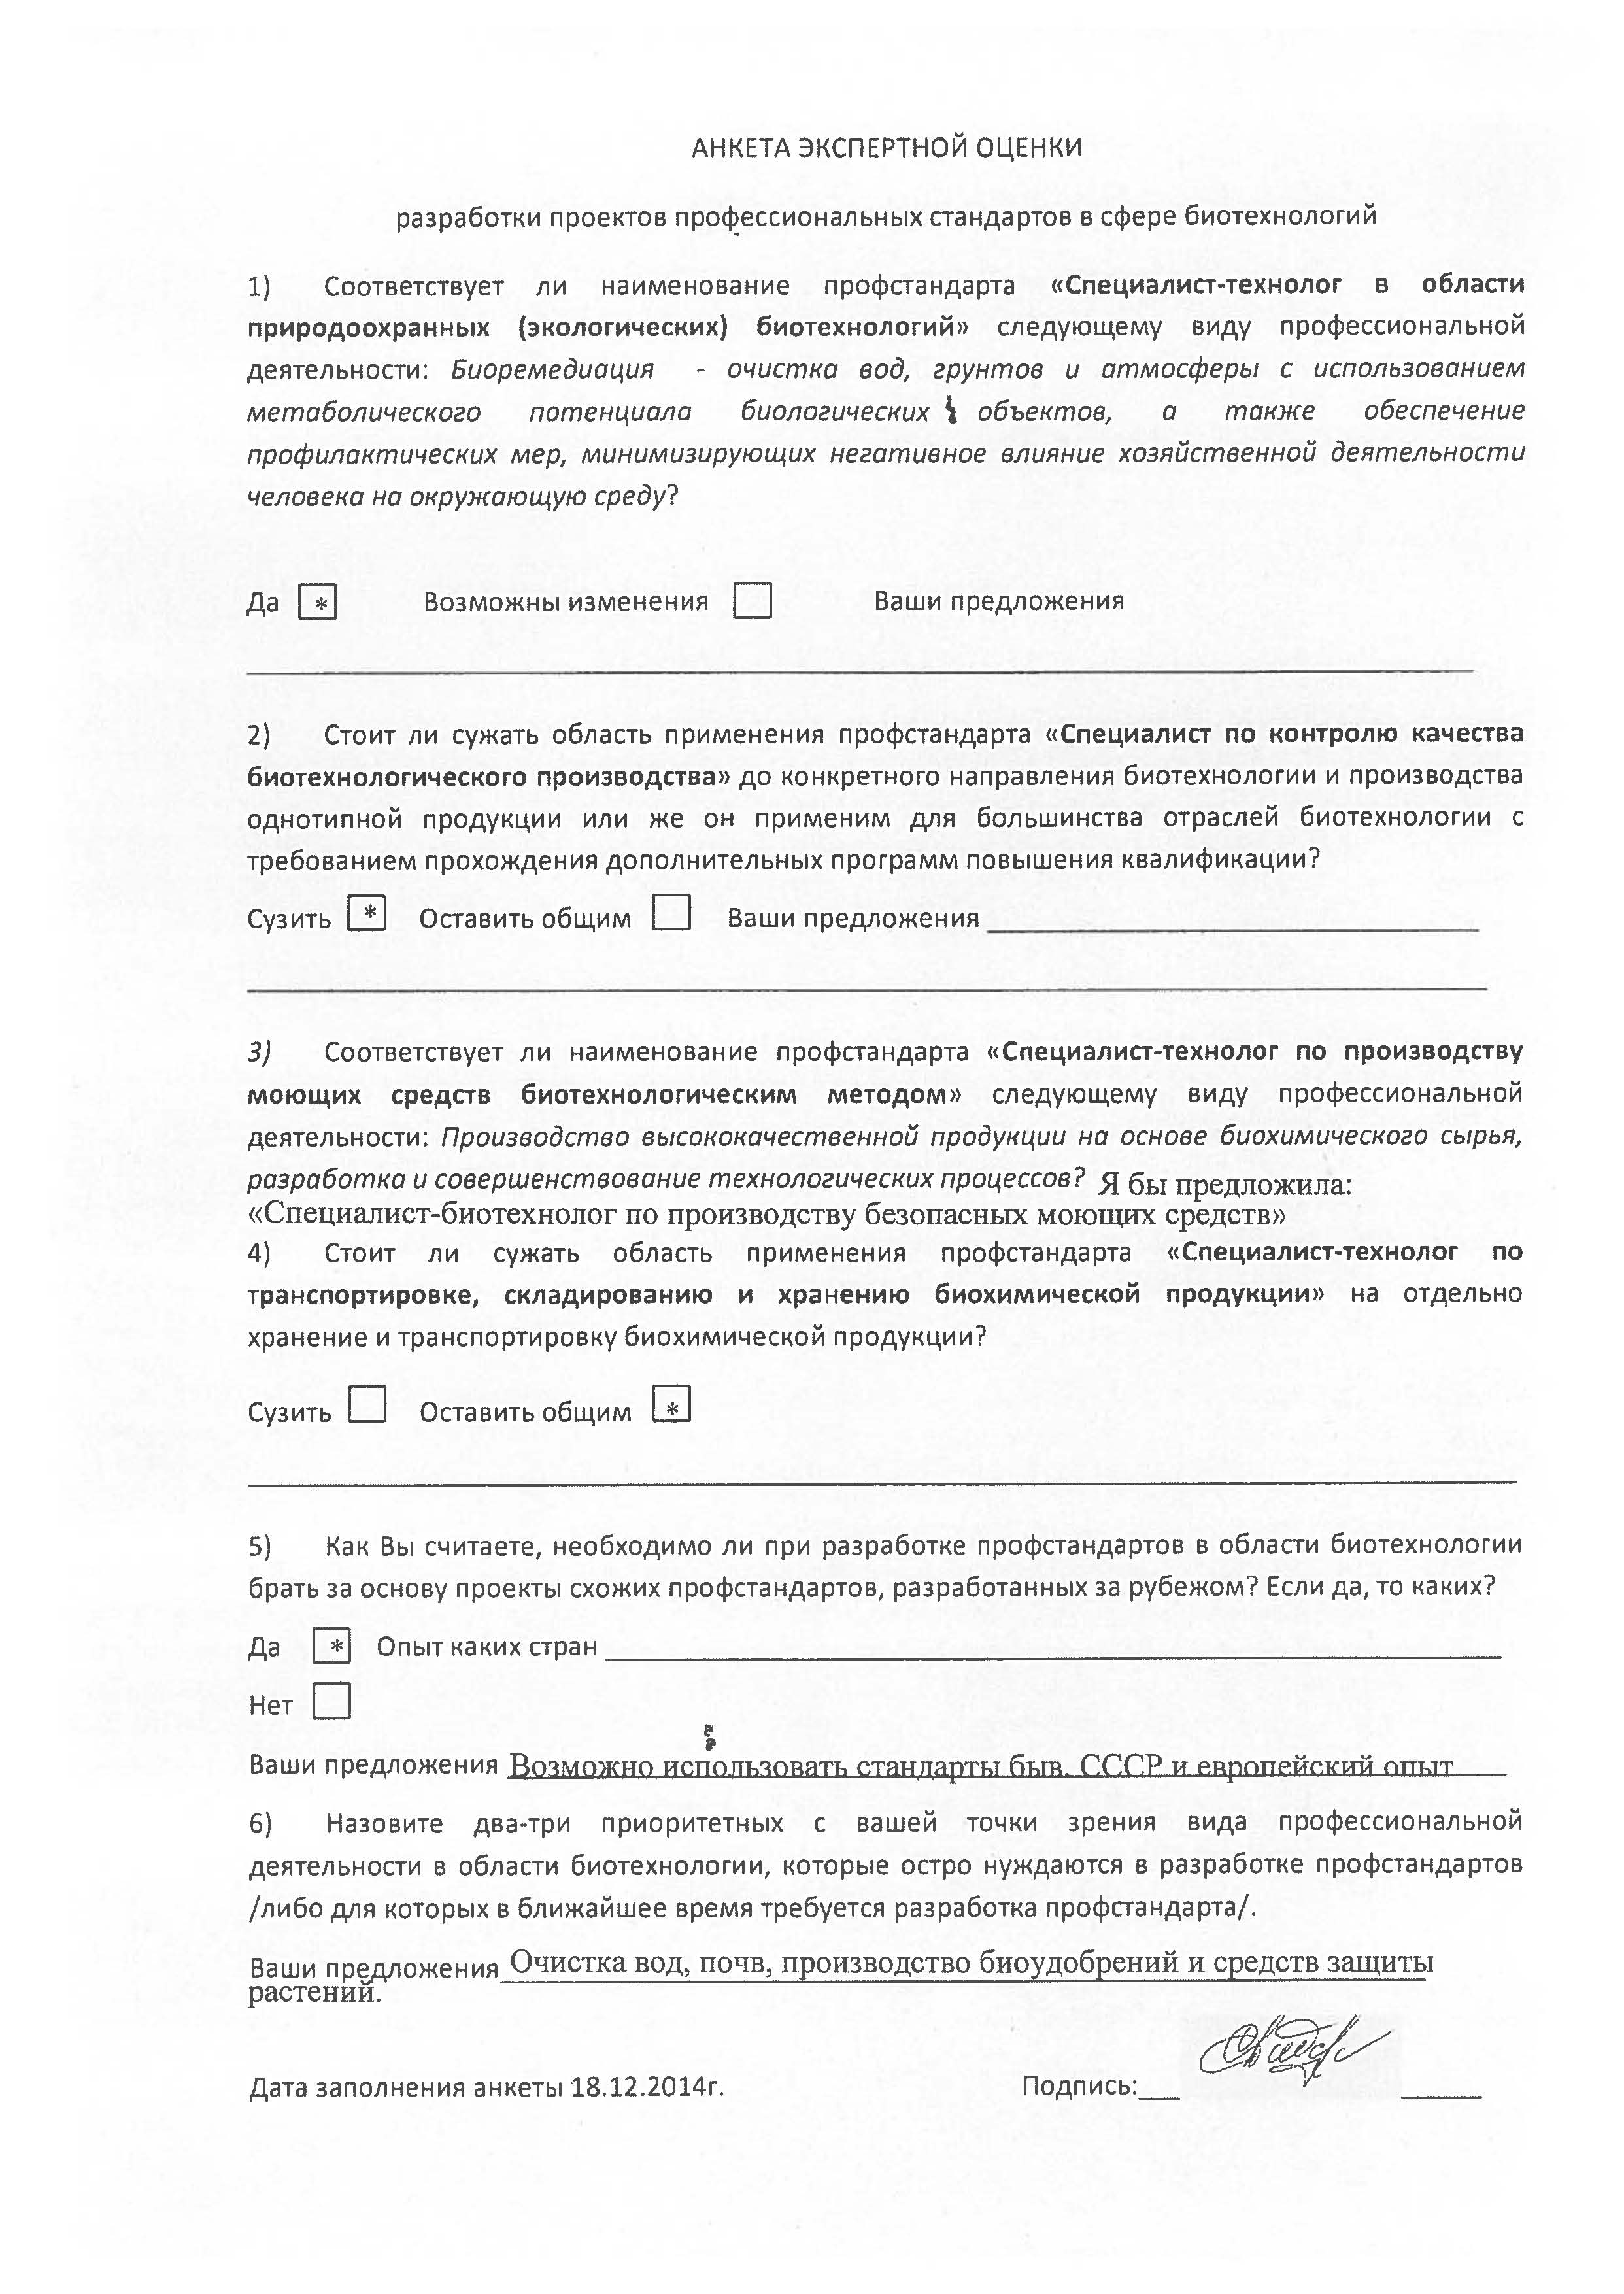 АНКЕТА ЭКСПЕРТНОЙ ОЦЕНКИ
разработки проектов профессиональных стандартов в сфере биотехнологий
1) Соответствует ли наименование профстандарта «Специалист-технолог в области
природоохранных (экологических) биотехнологий» следующему виду профессиональной
деятельности: Биоремедиация - очистка вод, грунтов и атмосферы с использованием
метаболического потенциала биологических объектов, а также обеспечение
профилактических мер, минимизирующих негативное влияние хозяйственной деятельности
человека на окружающую среду?
Да * Возможны изменения Ваши предложения
2) Стоит ли сужать область применения профстандарта «Специалист по контролю качества
биотехнологического производства» до конкретного направления биотехнологии и производства
однотипной продукции или же он применим для большинства отраслей биотехнологии с
требованием прохождения дополнительных программ повышения квалификации?
Сузить * Оставить общим Ваши предложения
3) Соответствует ли наименование профстандарта «Специалист-технолог по производству
моющих средств биотехнологическим методом» следующему виду профессиональной
деятельности: Производство высококачественной продукции на основе биохимического сырья,
разработка и совершенствование технологических процессов? Я бы предложила:
«Специалист-биотехнолог по производству безопасных моющих средств»
4) Стоит ли сужать область применения профстандарта «Специалист-технолог по
транспортировке, складированию и хранению биохимической продукции» на отдельно
хранение и транспортировку биохимической продукции?
Сузить Оставить общим *
5) Как Вы считаете, необходимо ли при разработке профстандартов в области биотехнологии
брать за основу проекты схожих профстандартов, разработанных за рубежом? Если да, то каких?
Да * Опыт каких стран
Нет
Ваши предложения Возможно использовать стандарты быв. СССР и европейский опыт
6) Назовите два-три приоритетных с вашей точки зрения вида профессиональной
деятельности в области биотехнологии, которые остро нуждаются в разработке профстандартов
/либо для которых в ближайшее время требуется разработка профстандарта/.
Ваши предложения Очистка вод, почв, производство биоудобрений и средств защиты
растений.
Дата заполнения анкеты 18.12.2014г. Подпись: